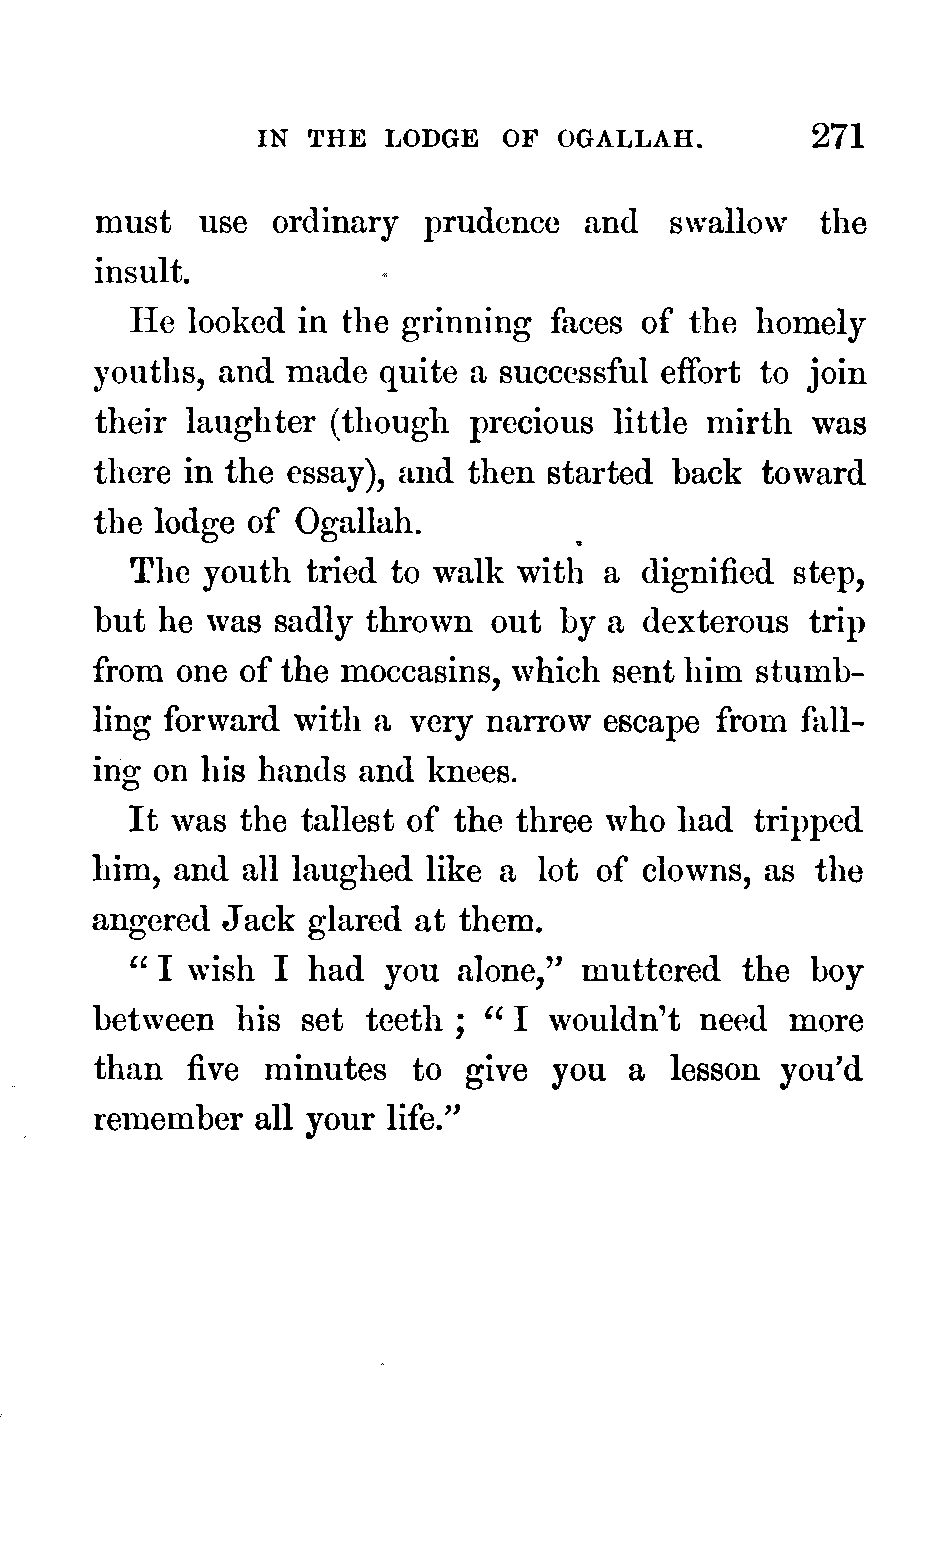 IN THE LODGE OF OGALLAH. 271
must use ordinary prudence and swallow the
insult.
He looked in the grinning faces of the homely
youths, and made quite a successful effort to join
their laughter (though precious little mirth was
there in the essay), and then started back toward
the lodge of Ogallah.
The youth tried to walk with a dignified step,
but he was sadly thrown out by a dexterous trip
from one of the moccasins, which sent him stumb-
ling forward with a very narrow escape from fall-
ing on his hands and knees.
It was the tallest of the three who had tripped
him, and all laughed like a lot of clowns, as the
angered Jack glared at them.
“ I wish I had you alone,” muttered the boy
between his set teeth ; “ I wouldn’t need more
than five minutes to give you a lesson you’d
remember all your life.”